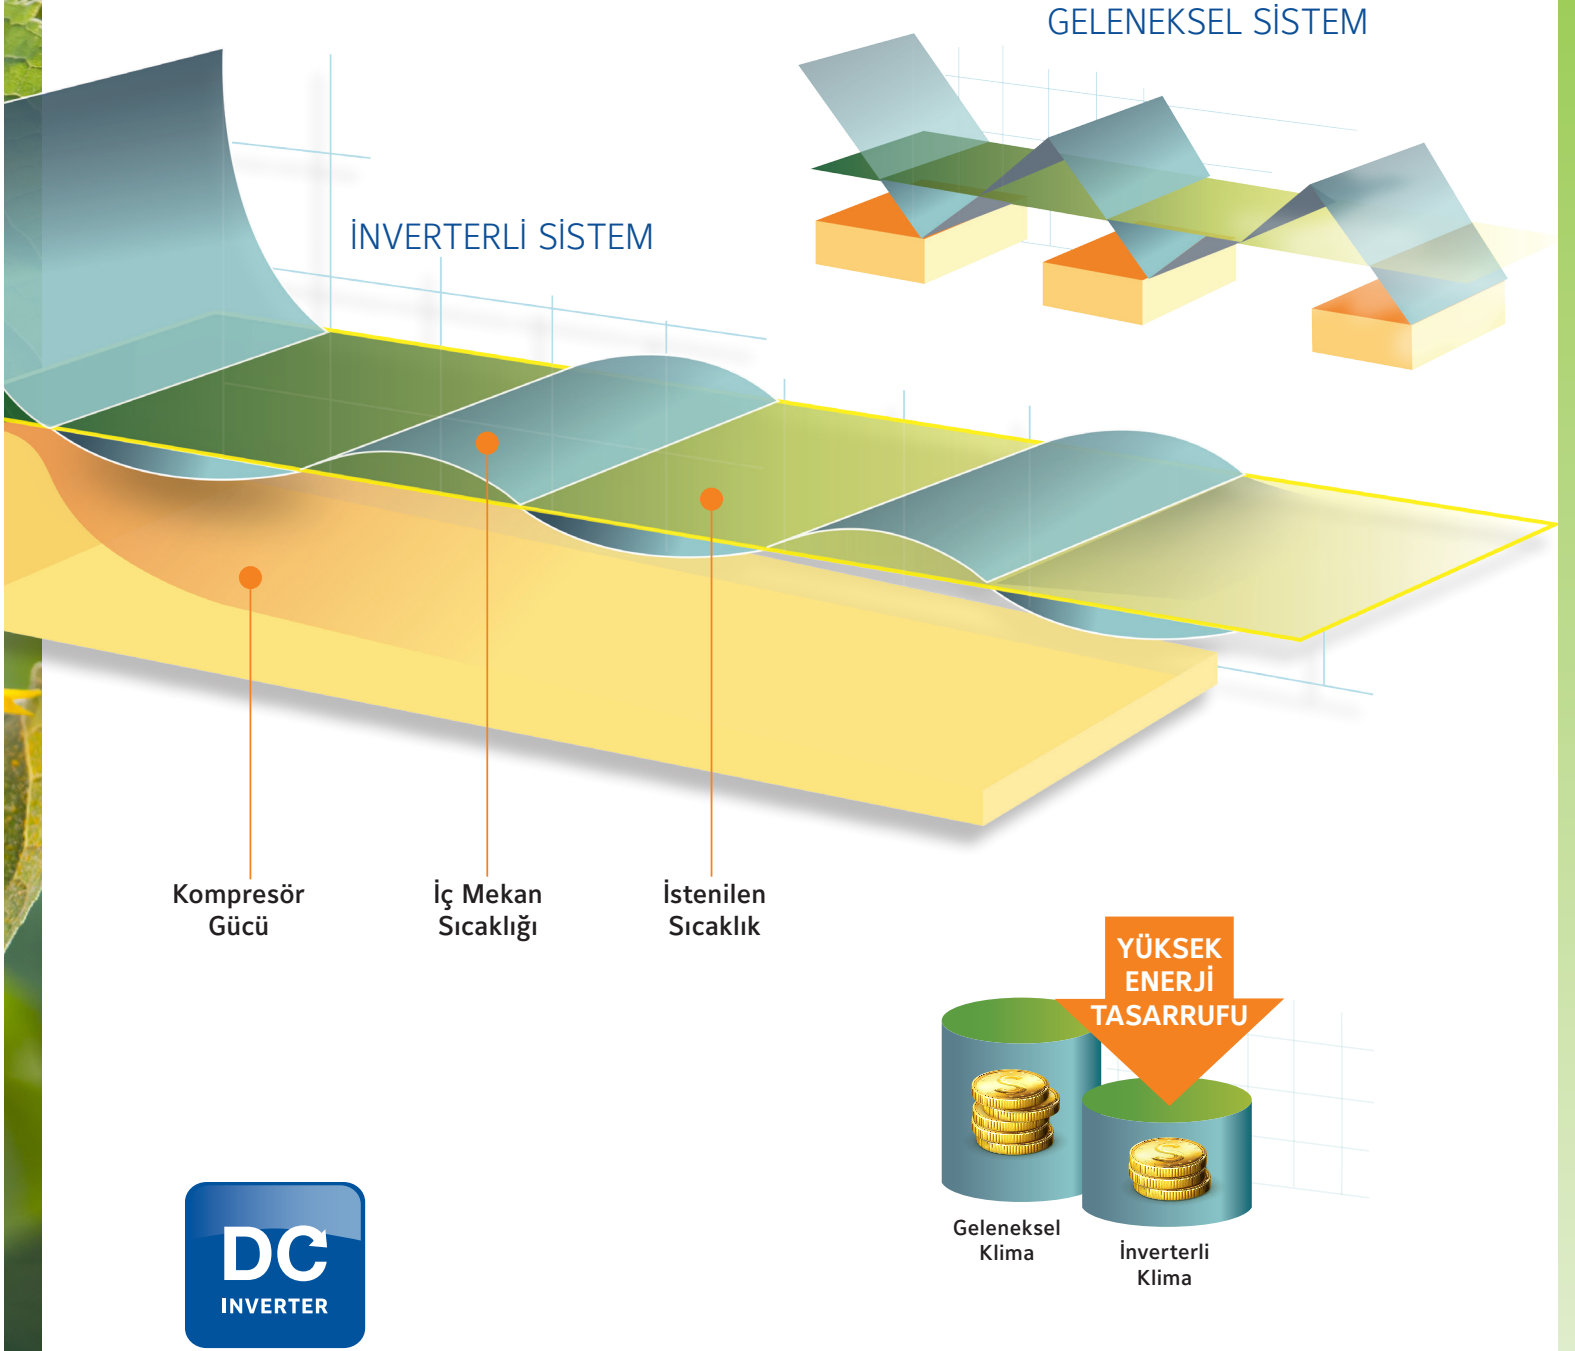 GELENEKSEL SİSTEM
İNVERTERLİ SİSTEM
Kompresör
Gücü
İç Mekan
Sıcaklığı
İstenilen
Sıcaklık
YÜKSEK
ENERJİ
TASARRUFU
Geleneksel
Klima
İnverterli
Klima
DC
INVERTER